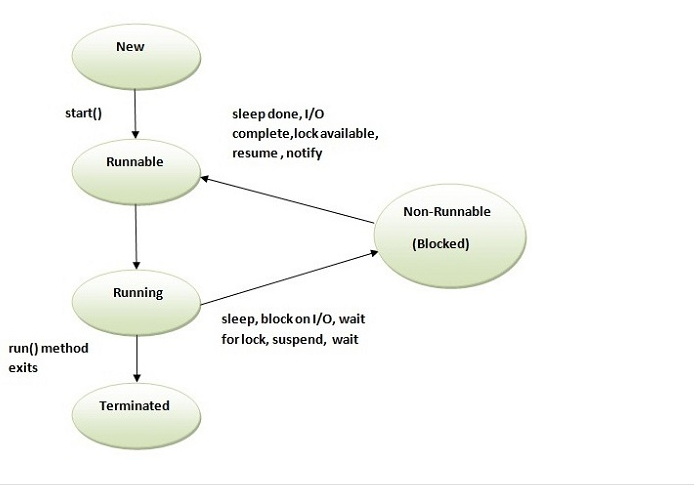 New
start()
sleep done, I/O
complete,lock available,
resume , notify
Runnable
Non-Runnable
(Blocked)
Running
sleep, block on I/O, wait
for lock, suspend, wait
run() method
exits
Terminated